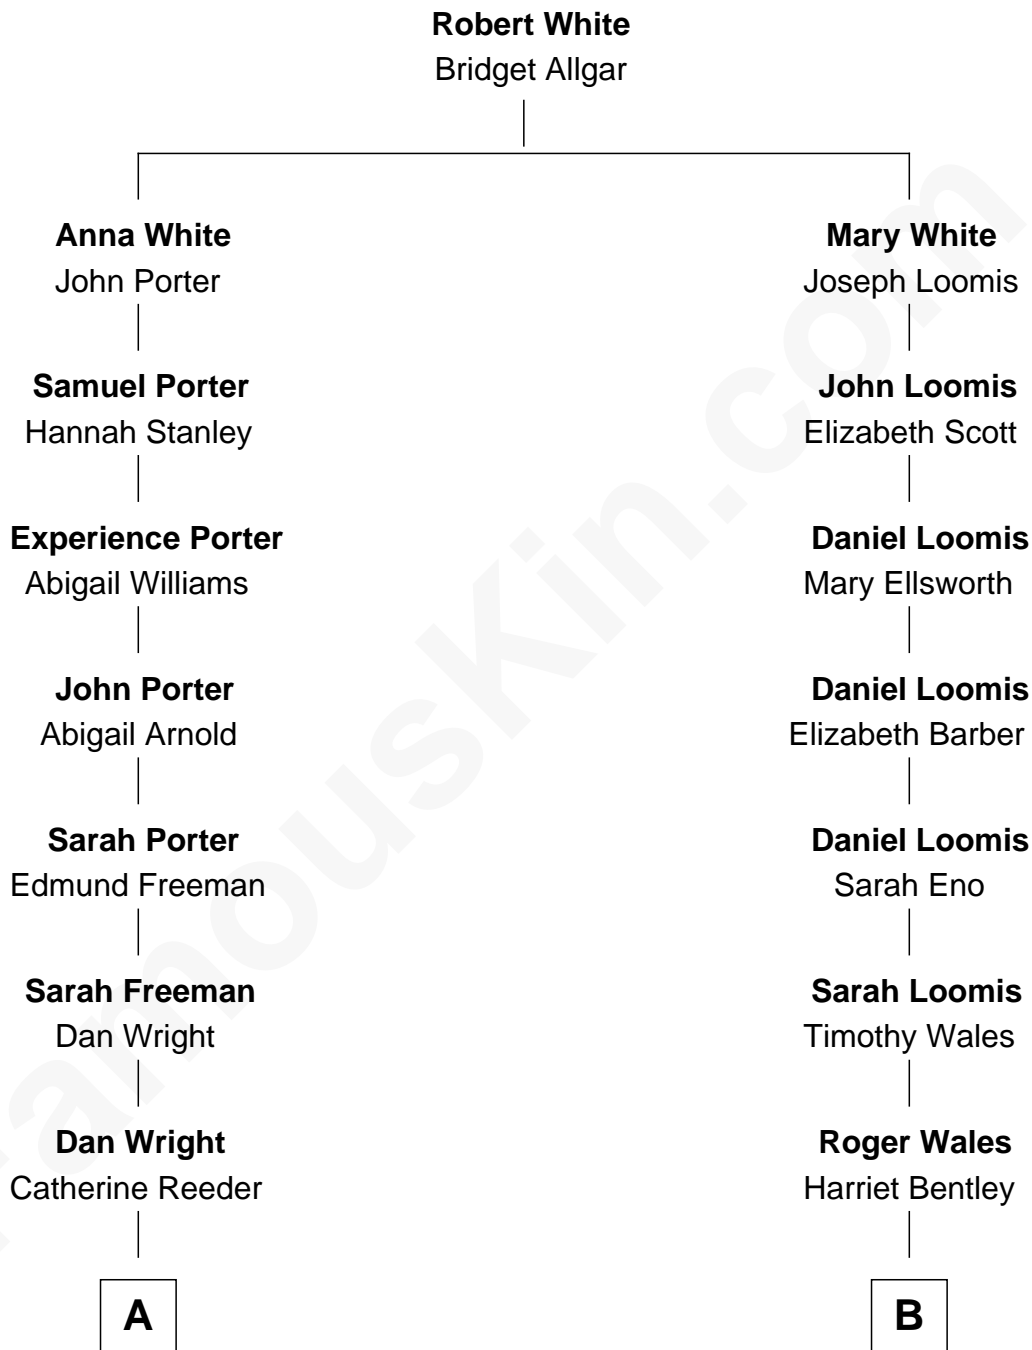 Robert White
Bridget Allgar
Anna White
John Porter
Mary White
Joseph Loomis
Samuel Porter
Hannah Stanley
John Loomis
Elizabeth Scott
Experience Porter
Abigail Williams
Daniel Loomis
Mary Ellsworth
John Porter
Abigail Arnold
Daniel Loomis
Elizabeth Barber
Sarah Porter
Edmund Freeman
Daniel Loomis
Sarah Eno
Sarah Freeman
Dan Wright
Sarah Loomis
Timothy Wales
Dan Wright
Catherine Reeder
Roger Wales
Harriet Bentley
A
B
FamousKin.com